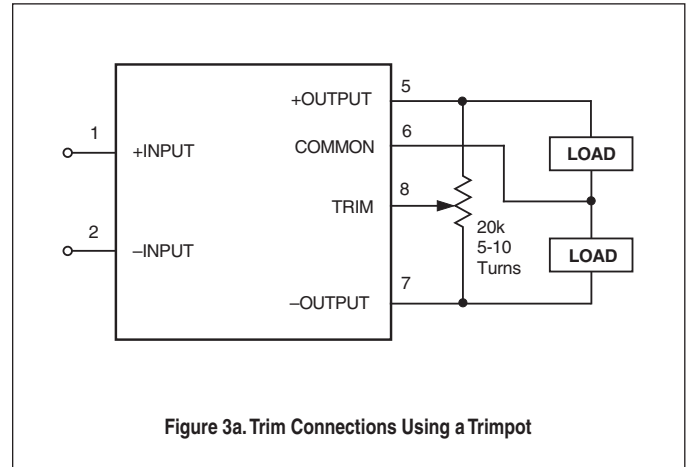 5
+OUTPUT
6
1
COMMON
LOAD
+INPUT
8
TRIM
20k
5-10
Turns
2
LOAD
–INPUT
7
–OUTPUT
Figure 3a. Trim Connections Using a Trimpot